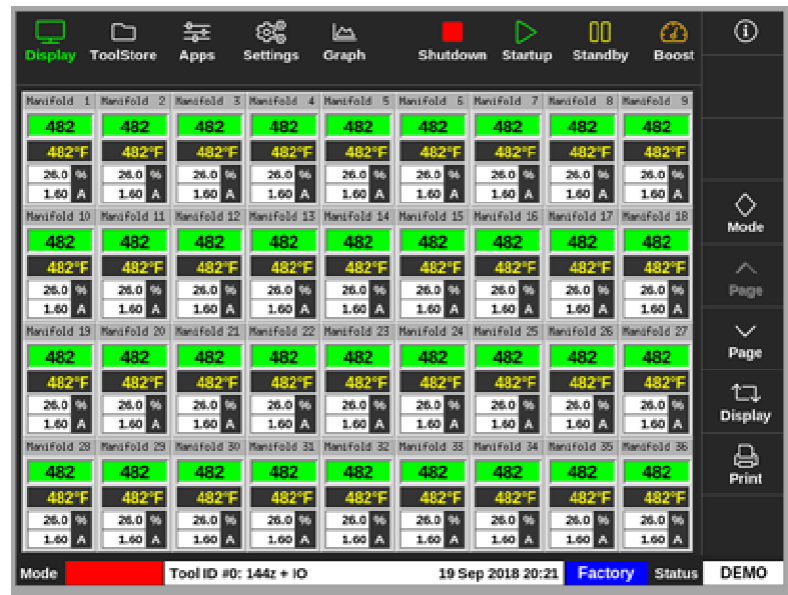 Display ToolStore Apps Settings Graph Shutdown Startup Standby Boost
Manifold 1 Manifold 2 Manifold 3 Manifold 4 Manifold 5 Manifold 6 Manifold 7 Manifold 8 Manifold 9
482 482 482 482 482 482 482 482 482
482°F 482°F 482°F 482°F 482°F 482°F 482°F 482°F 482°F
26.0 % 26.0 % 26.0 % 26.0 % 26.0 % 26.0 % 26.0 % 26.0 % 26.0 %
1.60 A 1.60 A 1.60 A 1.60 A 1.60 A 1.60 A 1.60 A 1.60 A 1.60 A
Manifold 10 Manifold 11 Manifold 12 Manifold 13 Manifold 14 Manifold 15 Manifold 16 Manifold 17 Manifold 18
482 482 482 482 482 482 482 482 482
482°F 482°F 482°F 482°F 482°F 482°F 482°F 482°F 482°F
26.0 % 26.0 % 26.0 % 26.0 % 26.0 % 26.0 % 26.0 % 26.0 % 26.0 %
1.60 A 1.60 A 1.60 A 1.60 A 1.60 A 1.60 A 1.60 A 1.60 A 1.60 A
Manifold 19 Manifold 20 Manifold 21 Manifold 22 Manifold 23 Manifold 24 Manifold 25 Manifold 26 Manifold 27
482 482 482 482 482 482 482 482 482
482°F 482°F 482°F 482°F 482°F 482°F 482°F 482°F 482°F
26.0 % 26.0 % 26.0 % 26.0 % 26.0 % 26.0 % 26.0 % 26.0 % 26.0 %
1.60 A 1.60 A 1.60 A 1.60 A 1.60 A 1.60 A 1.60 A 1.60 A 1.60 A
Manifold 28 Manifold 29 Manifold 30 Manifold 31 Manifold 32 Manifold 33 Manifold 34 Manifold 35 Manifold 36
482 482 482 482 482 482 482 482 482
482°F 482°F 482°F 482°F 482°F 482°F 482°F 482°F 482°F
26.0 % 26.0 % 26.0 % 26.0 % 26.0 % 26.0 % 26.0 % 26.0 % 26.0 %
1.60 A 1.60 A 1.60 A 1.60 A 1.60 A 1.60 A 1.60 A 1.60 A 1.60 A
Mode
Page
Page
Display
Print
Mode Tool ID #0: 144z + IO 19 Sep 2018 20:21 Factory Status DEMO